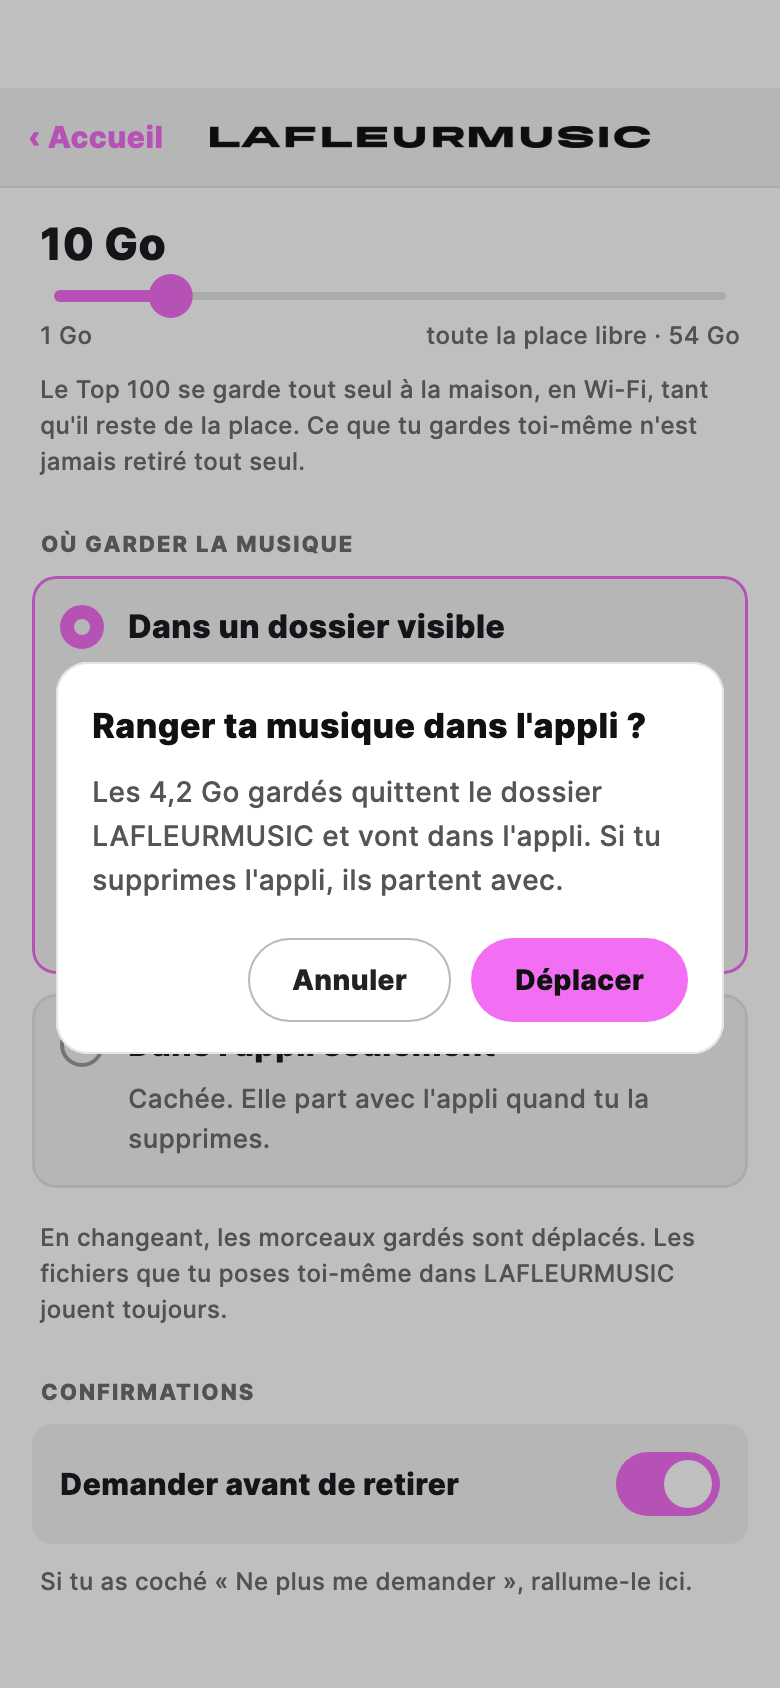 ‹ Accueil
LAFLEURMUSIC
10 Go
1 Go
toute la place libre · 54 Go
Le Top 100 se garde tout seul à la maison, en Wi-Fi, tant
qu'il reste de la place. Ce que tu gardes toi-même n'est
jamais retiré tout seul.
OÙ GARDER LA MUSIQUE
Dans un dossier visible
Ranger ta musique dans l'appli ?
Les 4,2 Go gardés quittent le dossier
LAFLEURMUSIC et vont dans l'appli. Si tu
supprimes l'appli, ils partent avec.
Annuler
Déplacer
Dans l'appli seulement
Cachée. Elle part avec l'appli quand tu la
supprimes.
En changeant, les morceaux gardés sont déplacés. Les
fichiers que tu poses toi-même dans LAFLEURMUSIC
jouent toujours.
CONFIRMATIONS
Demander avant de retirer
Si tu as coché « Ne plus me demander », rallume-le ici.